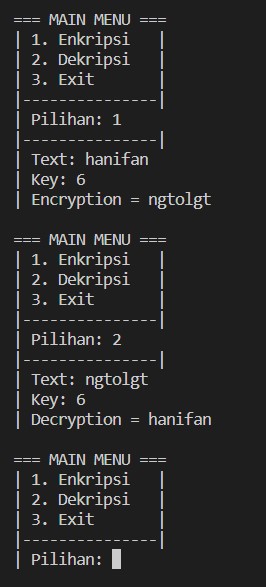 === MAIN MENU ===
| 1. Enkripsi   |
| 2. Dekripsi   |
| 3. Exit       |
|---------------|
| Pilihan: 1
|---------------|
| Text: hanifan
| Key: 6
| Encryption = ngtolgt

=== MAIN MENU ===
| 1. Enkripsi   |
| 2. Dekripsi   |
| 3. Exit       |
|---------------|
| Pilihan: 2
|---------------|
| Text: ngtolgt
| Key: 6
| Decryption = hanifan

=== MAIN MENU ===
| 1. Enkripsi   |
| 2. Dekripsi   |
| 3. Exit       |
|---------------|
| Pilihan: